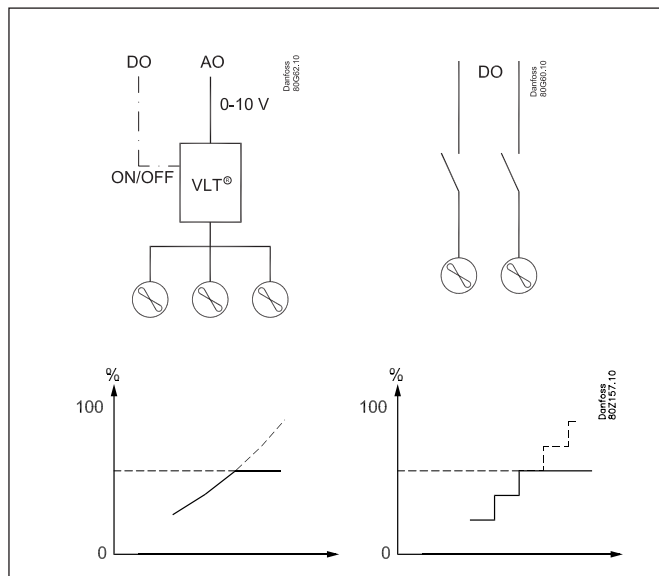 DO
AO
Danfoss
80G62.10
0-10 V
ON/OFF
VLT®
DO
Danfoss
80G60.10
%
100
0
%
100
0
Danfoss
80Z157.10